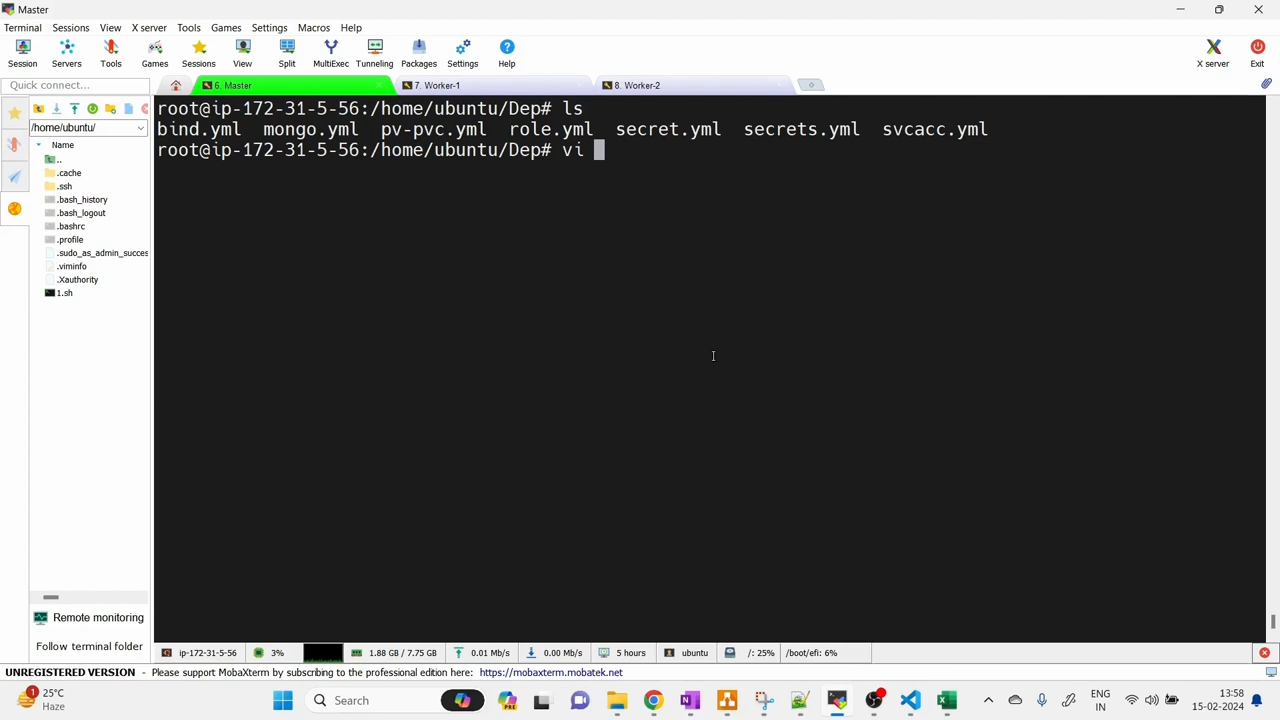 Master
Terminal Sessions View X server Tools Games Settings Macros Help
Session Servers Tools Games Sessions View Split MultiExec Tunneling Packages Settings Help X server Exit
Quick connect... 6. Master 7. Worker-1 8. Worker-2
/home/ubuntu/
Name
..
.cache
.ssh
.bash_history
.bash_logout
.bashrc
.profile
.sudo_as_admin_succes
.viminfo
.Xauthority
1.sh
root@ip-172-31-5-56:/home/ubuntu/Dep# ls
bind.yml mongo.yml pv-pvc.yml role.yml secret.yml secrets.yml svcacc.yml
root@ip-172-31-5-56:/home/ubuntu/Dep# vi
Remote monitoring
Follow terminal folder
ip-172-31-5-56 3% 1.88 GB / 7.75 GB 0.01 Mb/s 0.00 Mb/s 5 hours ubuntu /: 25% /boot/efi: 6%
UNREGISTERED VERSION - Please support MobaXterm by subscribing to the professional edition here: https://mobaxterm.mobatek.net
1 25°C
Haze
Search
PRE
ENG
IN
13:58
15-02-2024